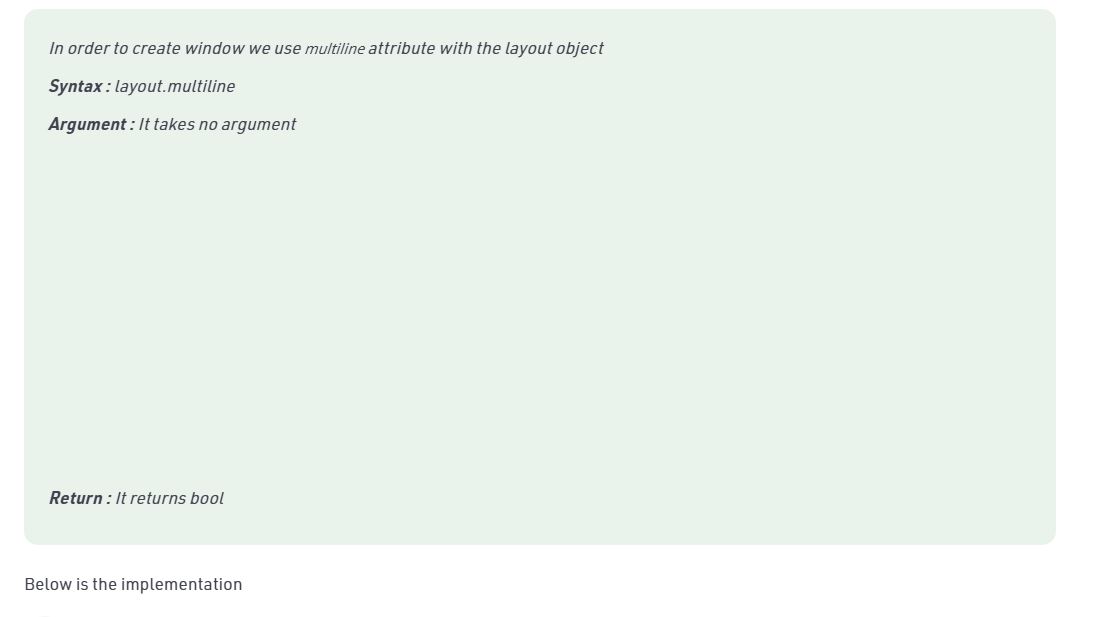 In order to create window we use multiline attribute with the layout object
Syntax : layout.multiline
Argument : It takes no argument
Return : It returns bool
Below is the implementation